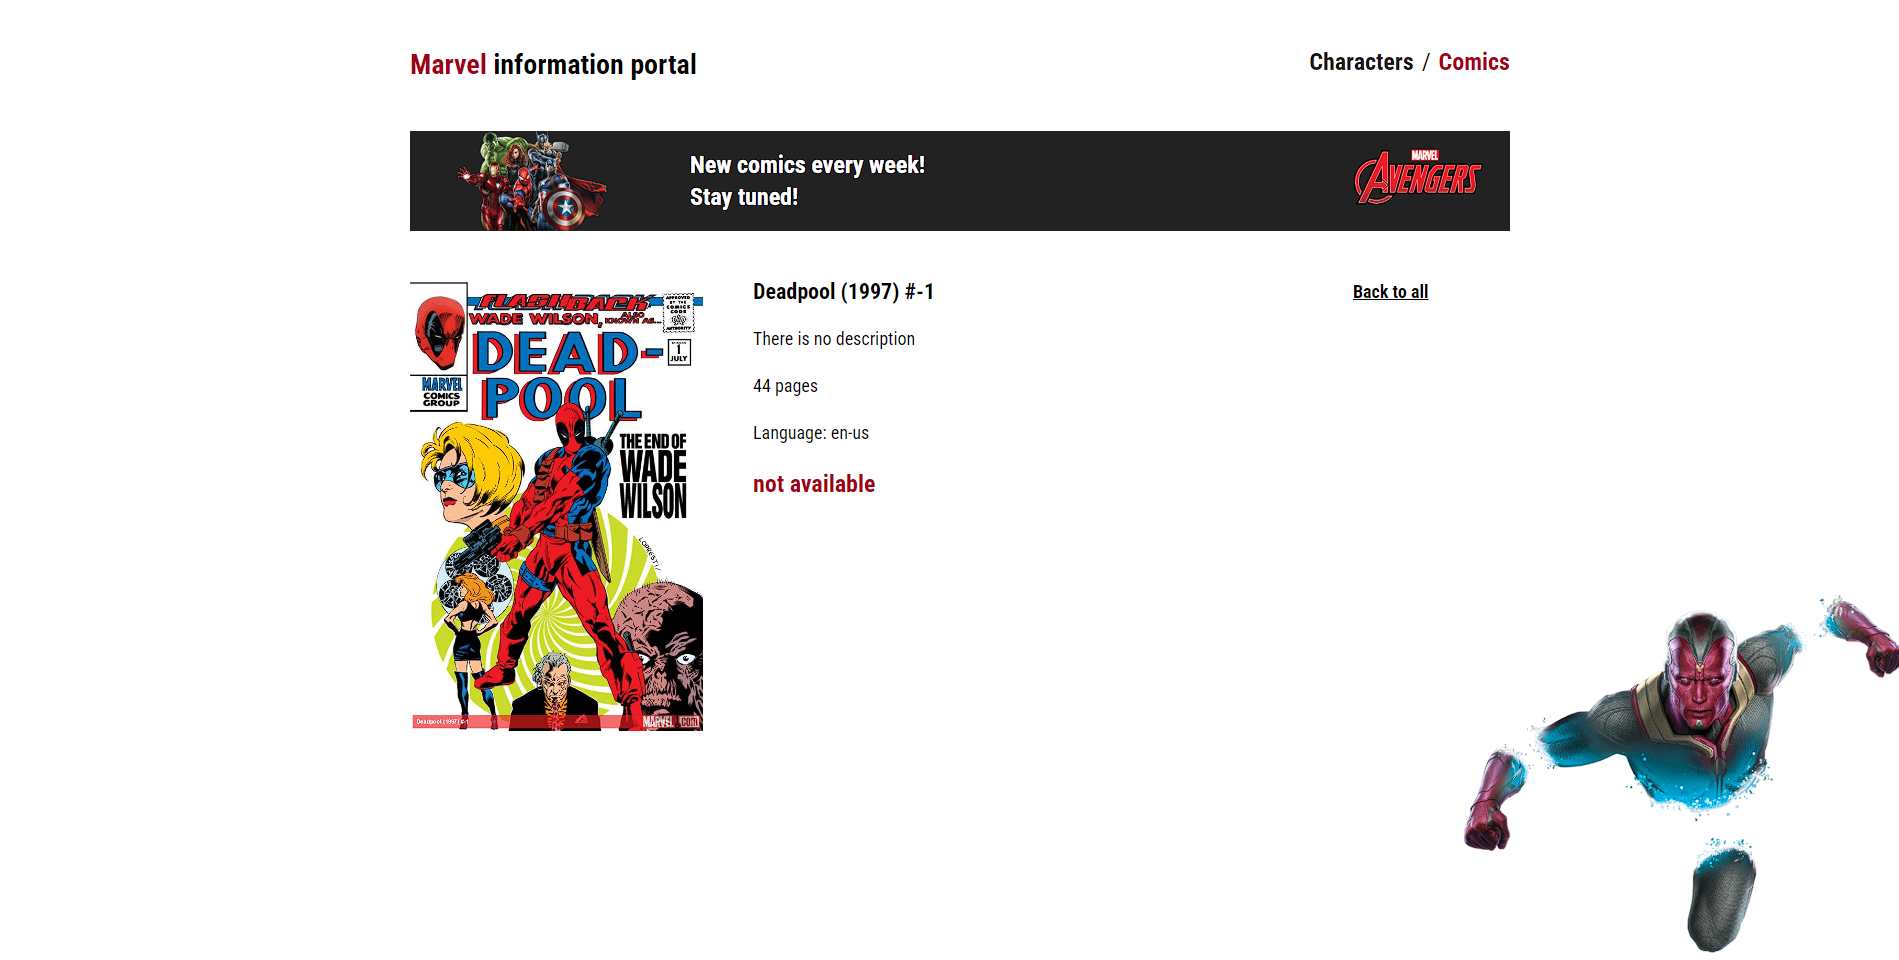 Marvel information portal
Characters / Comics
New comics every week!
Stay tuned!
MARVEL
AVENGERS
FLASHBACK
WADE WILSON, ALSO KNOWN AS...
APPROVED
BY THE
COMICS
CODE
AUTHORITY
DEAD-
POOL
1
JULY
MARVEL
COMICS
GROUP
THE END OF
WADE
WILSON
LOPRESTI
Deadpool (1997) #-1
MARVEL.com
Deadpool (1997) #-1
Back to all
There is no description
44 pages
Language: en-us
not available